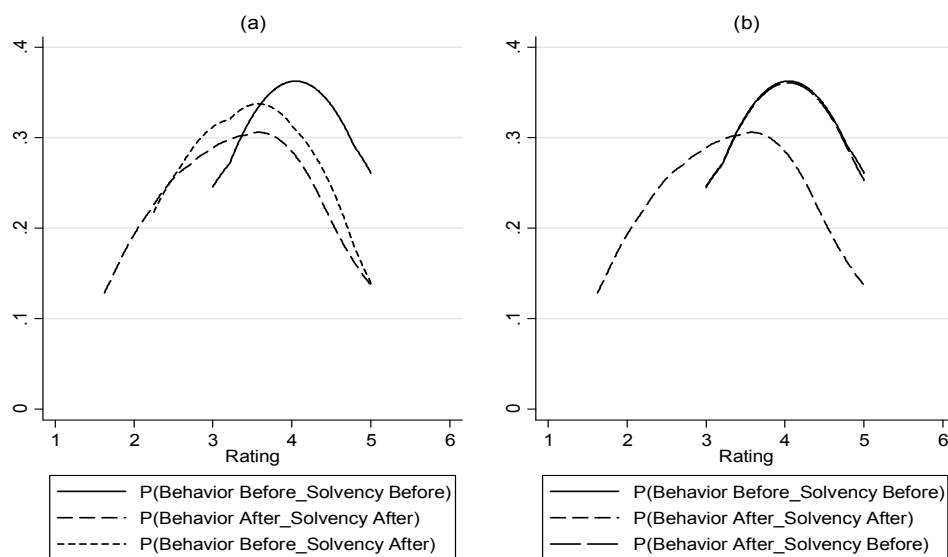 (a)
.4
.3
.2
.1
0
1 2 3 4 5 6
Rating
P(Behavior Before_Solvency Before)
P(Behavior After_Solvency After)
P(Behavior Before_Solvency After)
(b)
.4
.3
.2
.1
0
1 2 3 4 5 6
Rating
P(Behavior Before_Solvency Before)
P(Behavior After_Solvency After)
P(Behavior After_Solvency Before)